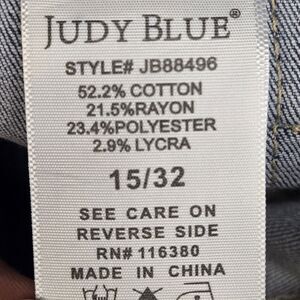 JUDY BLUE®
STYLE# JB88496
52.2% COTTON
21.5%RAYON
23.4%POLYESTER
2.9% LYCRA
15/32
SEE CARE ON
REVERSE SIDE
RN# 116380
MADE IN CHINA